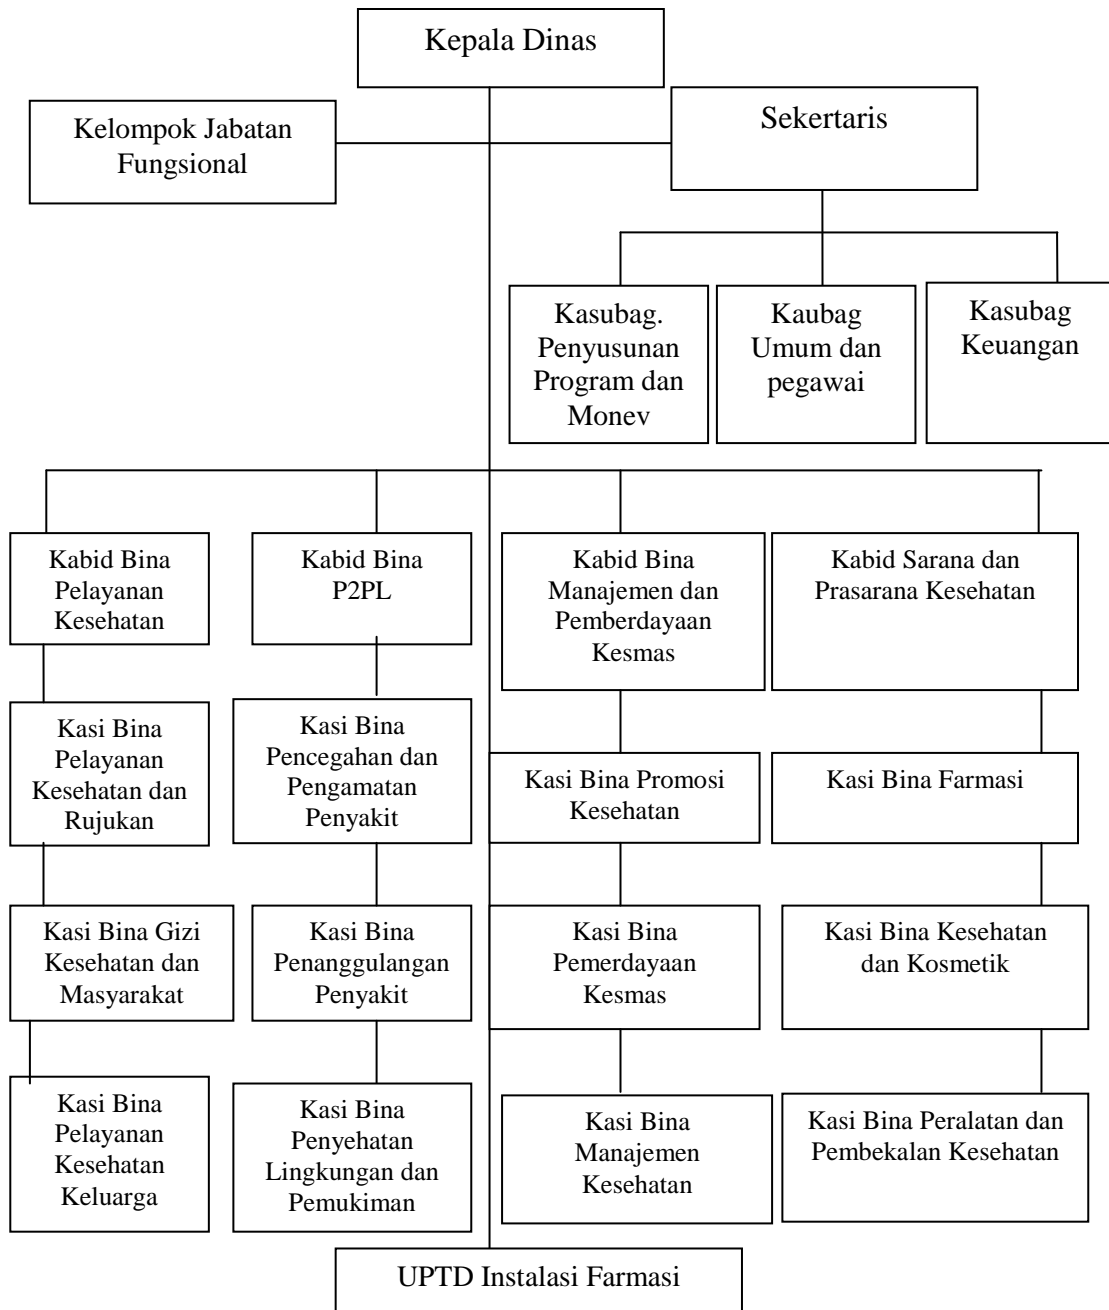 Kepala Dinas
Kelompok Jabatan
Fungsional
Sekertaris
Kasubag.
Penyusunan
Program dan
Monev
Kaubag
Umum dan
pegawai
Kasubag
Keuangan
Kabid Bina
Pelayanan
Kesehatan
Kabid Bina
P2PL
Kabid Bina
Manajemen dan
Pemberdayaan
Kesmas
Kabid Sarana dan
Prasarana Kesehatan
Kasi Bina
Pelayanan
Kesehatan dan
Rujukan
Kasi Bina
Pencegahan dan
Pengamatan
Penyakit
Kasi Bina Promosi
Kesehatan
Kasi Bina Farmasi
Kasi Bina Gizi
Kesehatan dan
Masyarakat
Kasi Bina
Penanggulangan
Penyakit
Kasi Bina
Pemerdayaan
Kesmas
Kasi Bina Kesehatan
dan Kosmetik
Kasi Bina
Pelayanan
Kesehatan
Keluarga
Kasi Bina
Penyehatan
Lingkungan dan
Pemukiman
Kasi Bina
Manajemen
Kesehatan
Kasi Bina Peralatan dan
Pembekalan Kesehatan
UPTD Instalasi Farmasi